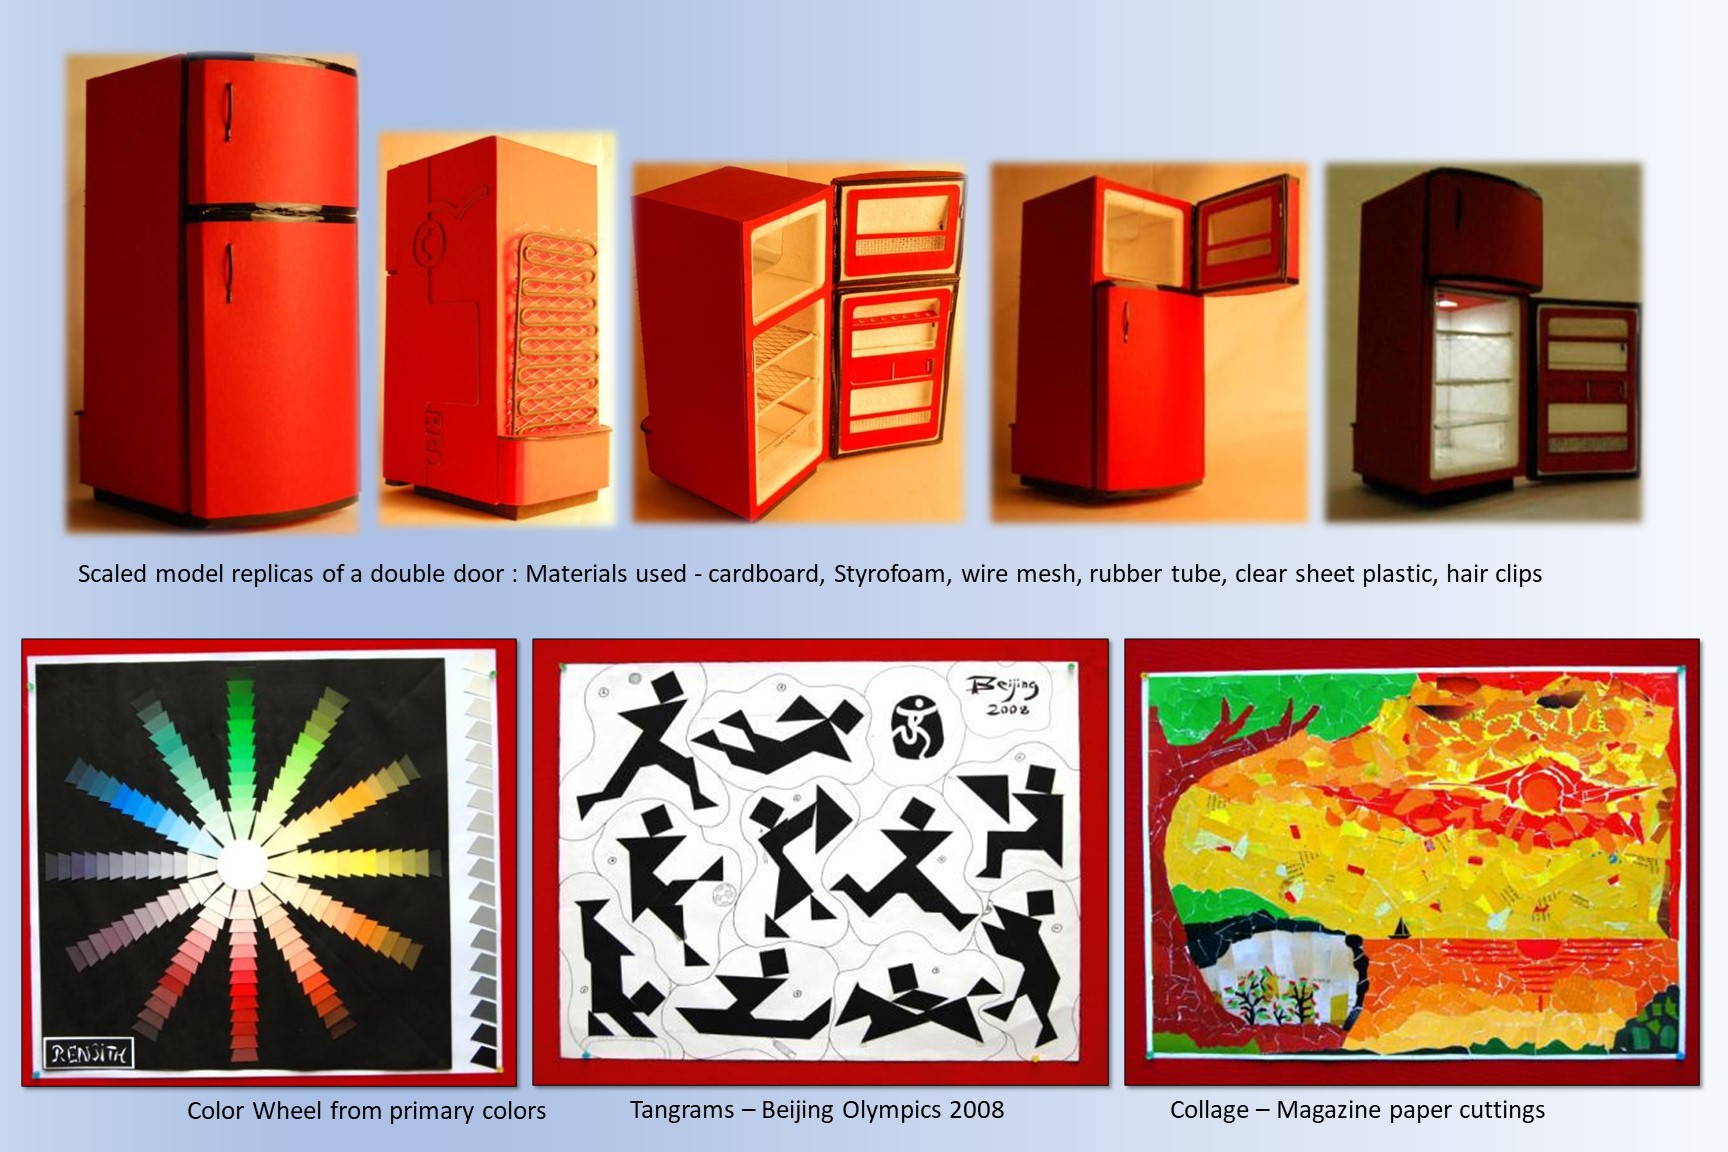 Scaled model replicas of a double door : Materials used - cardboard, Styrofoam, wire mesh, rubber tube, clear sheet plastic, hair clips
RENJITH
Beijing
2008
Color Wheel from primary colors
Tangrams – Beijing Olympics 2008
Collage – Magazine paper cuttings